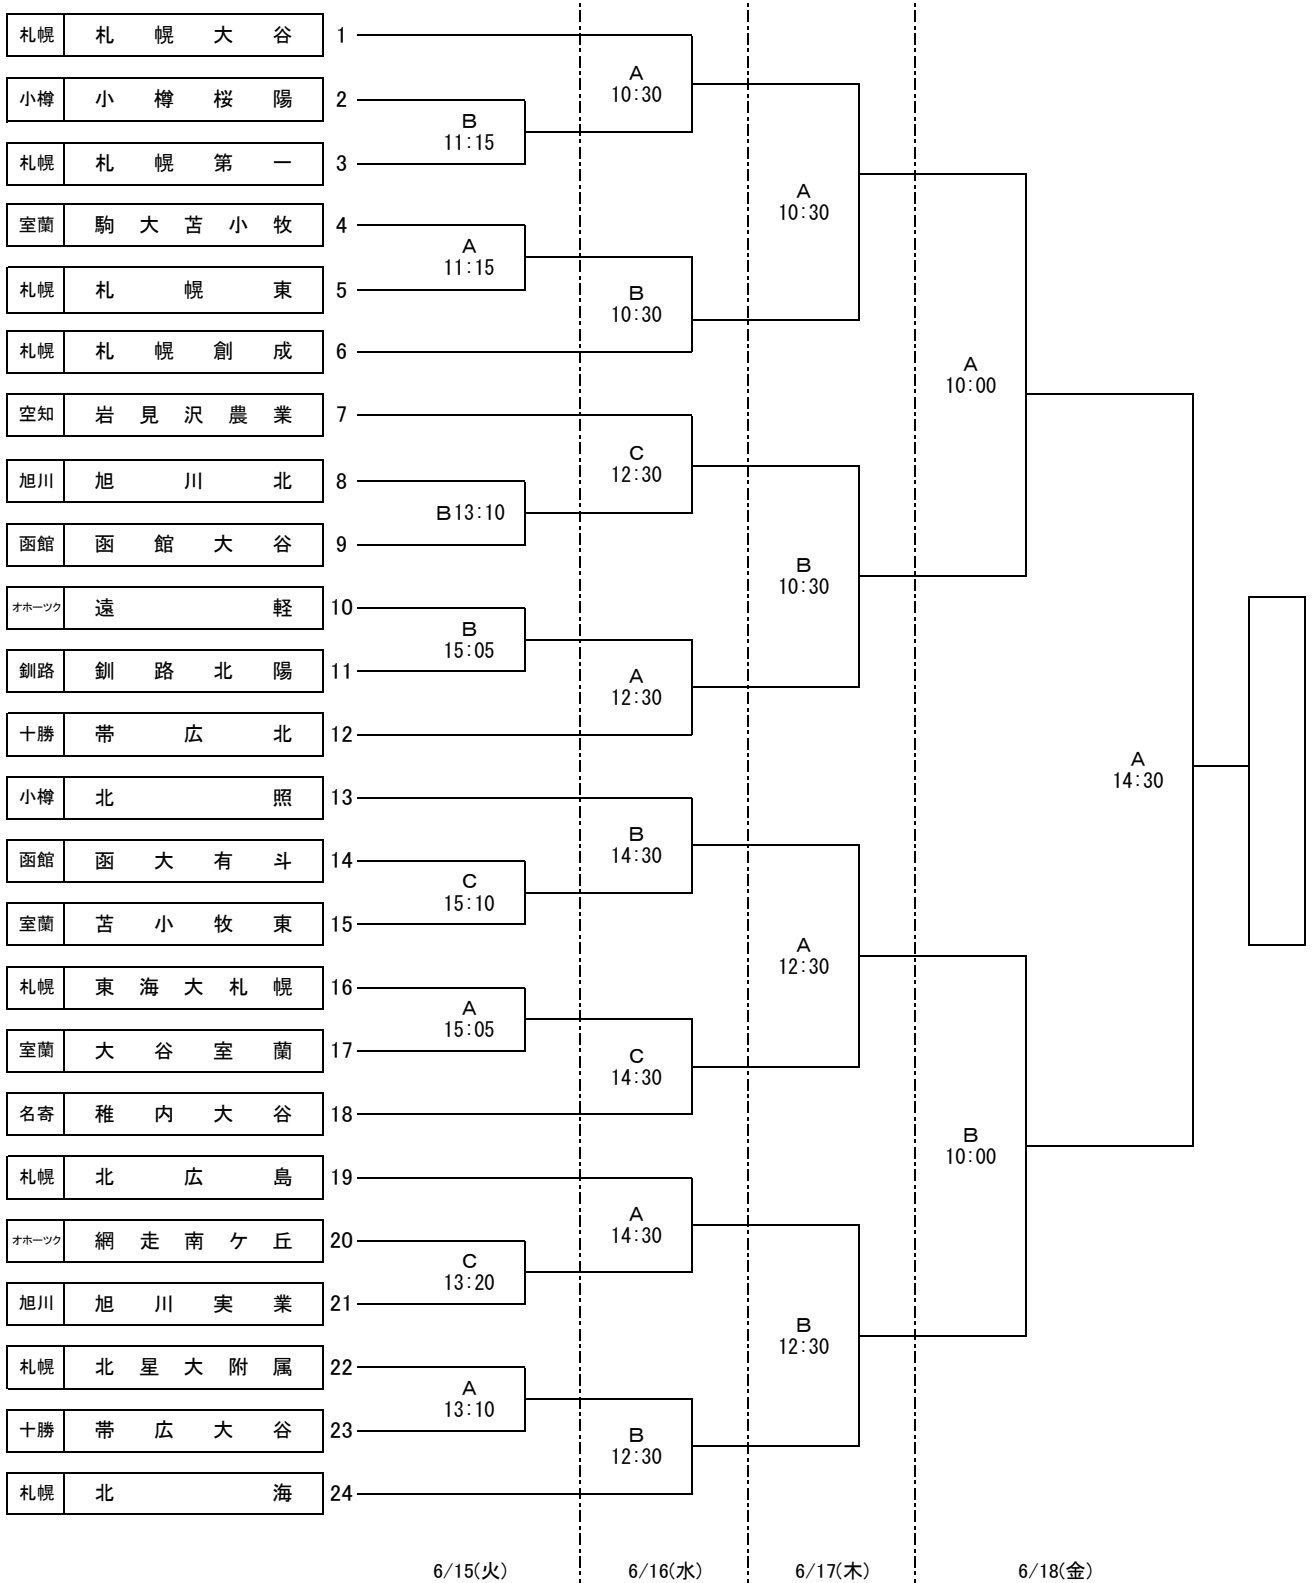 札幌 札幌大谷 1
A
10:30
小樽 小樽桜陽 2
B
11:15
札幌 札幌第一 3
A
10:30
室蘭 駒大苫小牧 4
A
11:15
札幌 札幌東 5
B
10:30
札幌 札幌創成 6
A
10:00
空知 岩見沢農業 7
C
12:30
旭川 旭川北 8
B13:10
函館 函館大谷 9
B
10:30
オホーツク 遠軽 10
B
15:05
釧路 釧路北陽 11
A
12:30
十勝 帯広北 12
A
14:30
小樽 北照 13
B
14:30
函館 函大有斗 14
C
15:10
室蘭 苫小牧東 15
A
12:30
札幌 東海大札幌 16
A
15:05
室蘭 大谷室蘭 17
C
14:30
名寄 稚内大谷 18
B
10:00
札幌 北広島 19
A
14:30
オホーツク 網走南ケ丘 20
C
13:20
旭川 旭川実業 21
B
12:30
札幌 北星大附属 22
A
13:10
十勝 帯広大谷 23
B
12:30
札幌 北海 24
6/15(火) 6/16(水) 6/17(木) 6/18(金)